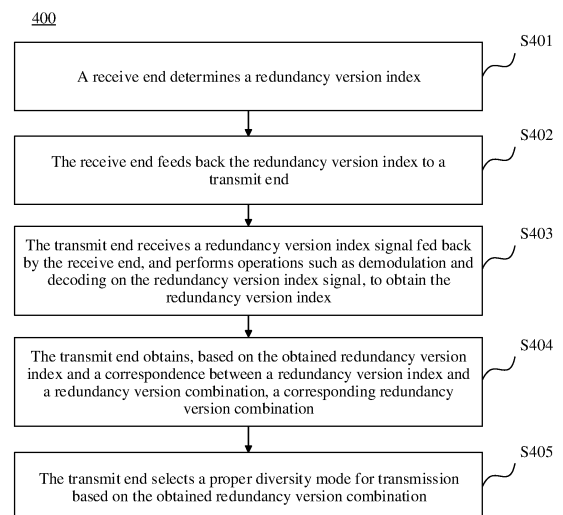 400
S401
A receive end determines a redundancy version index
S402
The receive end feeds back the redundancy version index to a
transmit end
S403
The transmit end receives a redundancy version index signal fed back
by the receive end, and performs operations such as demodulation and
decoding on the redundancy version index signal, to obtain the
redundancy version index
S404
The transmit end obtains, based on the obtained redundancy version
index and a correspondence between a redundancy version index and
a redundancy version combination, a corresponding redundancy
version combination
S405
The transmit end selects a proper diversity mode for transmission
based on the obtained redundancy version combination